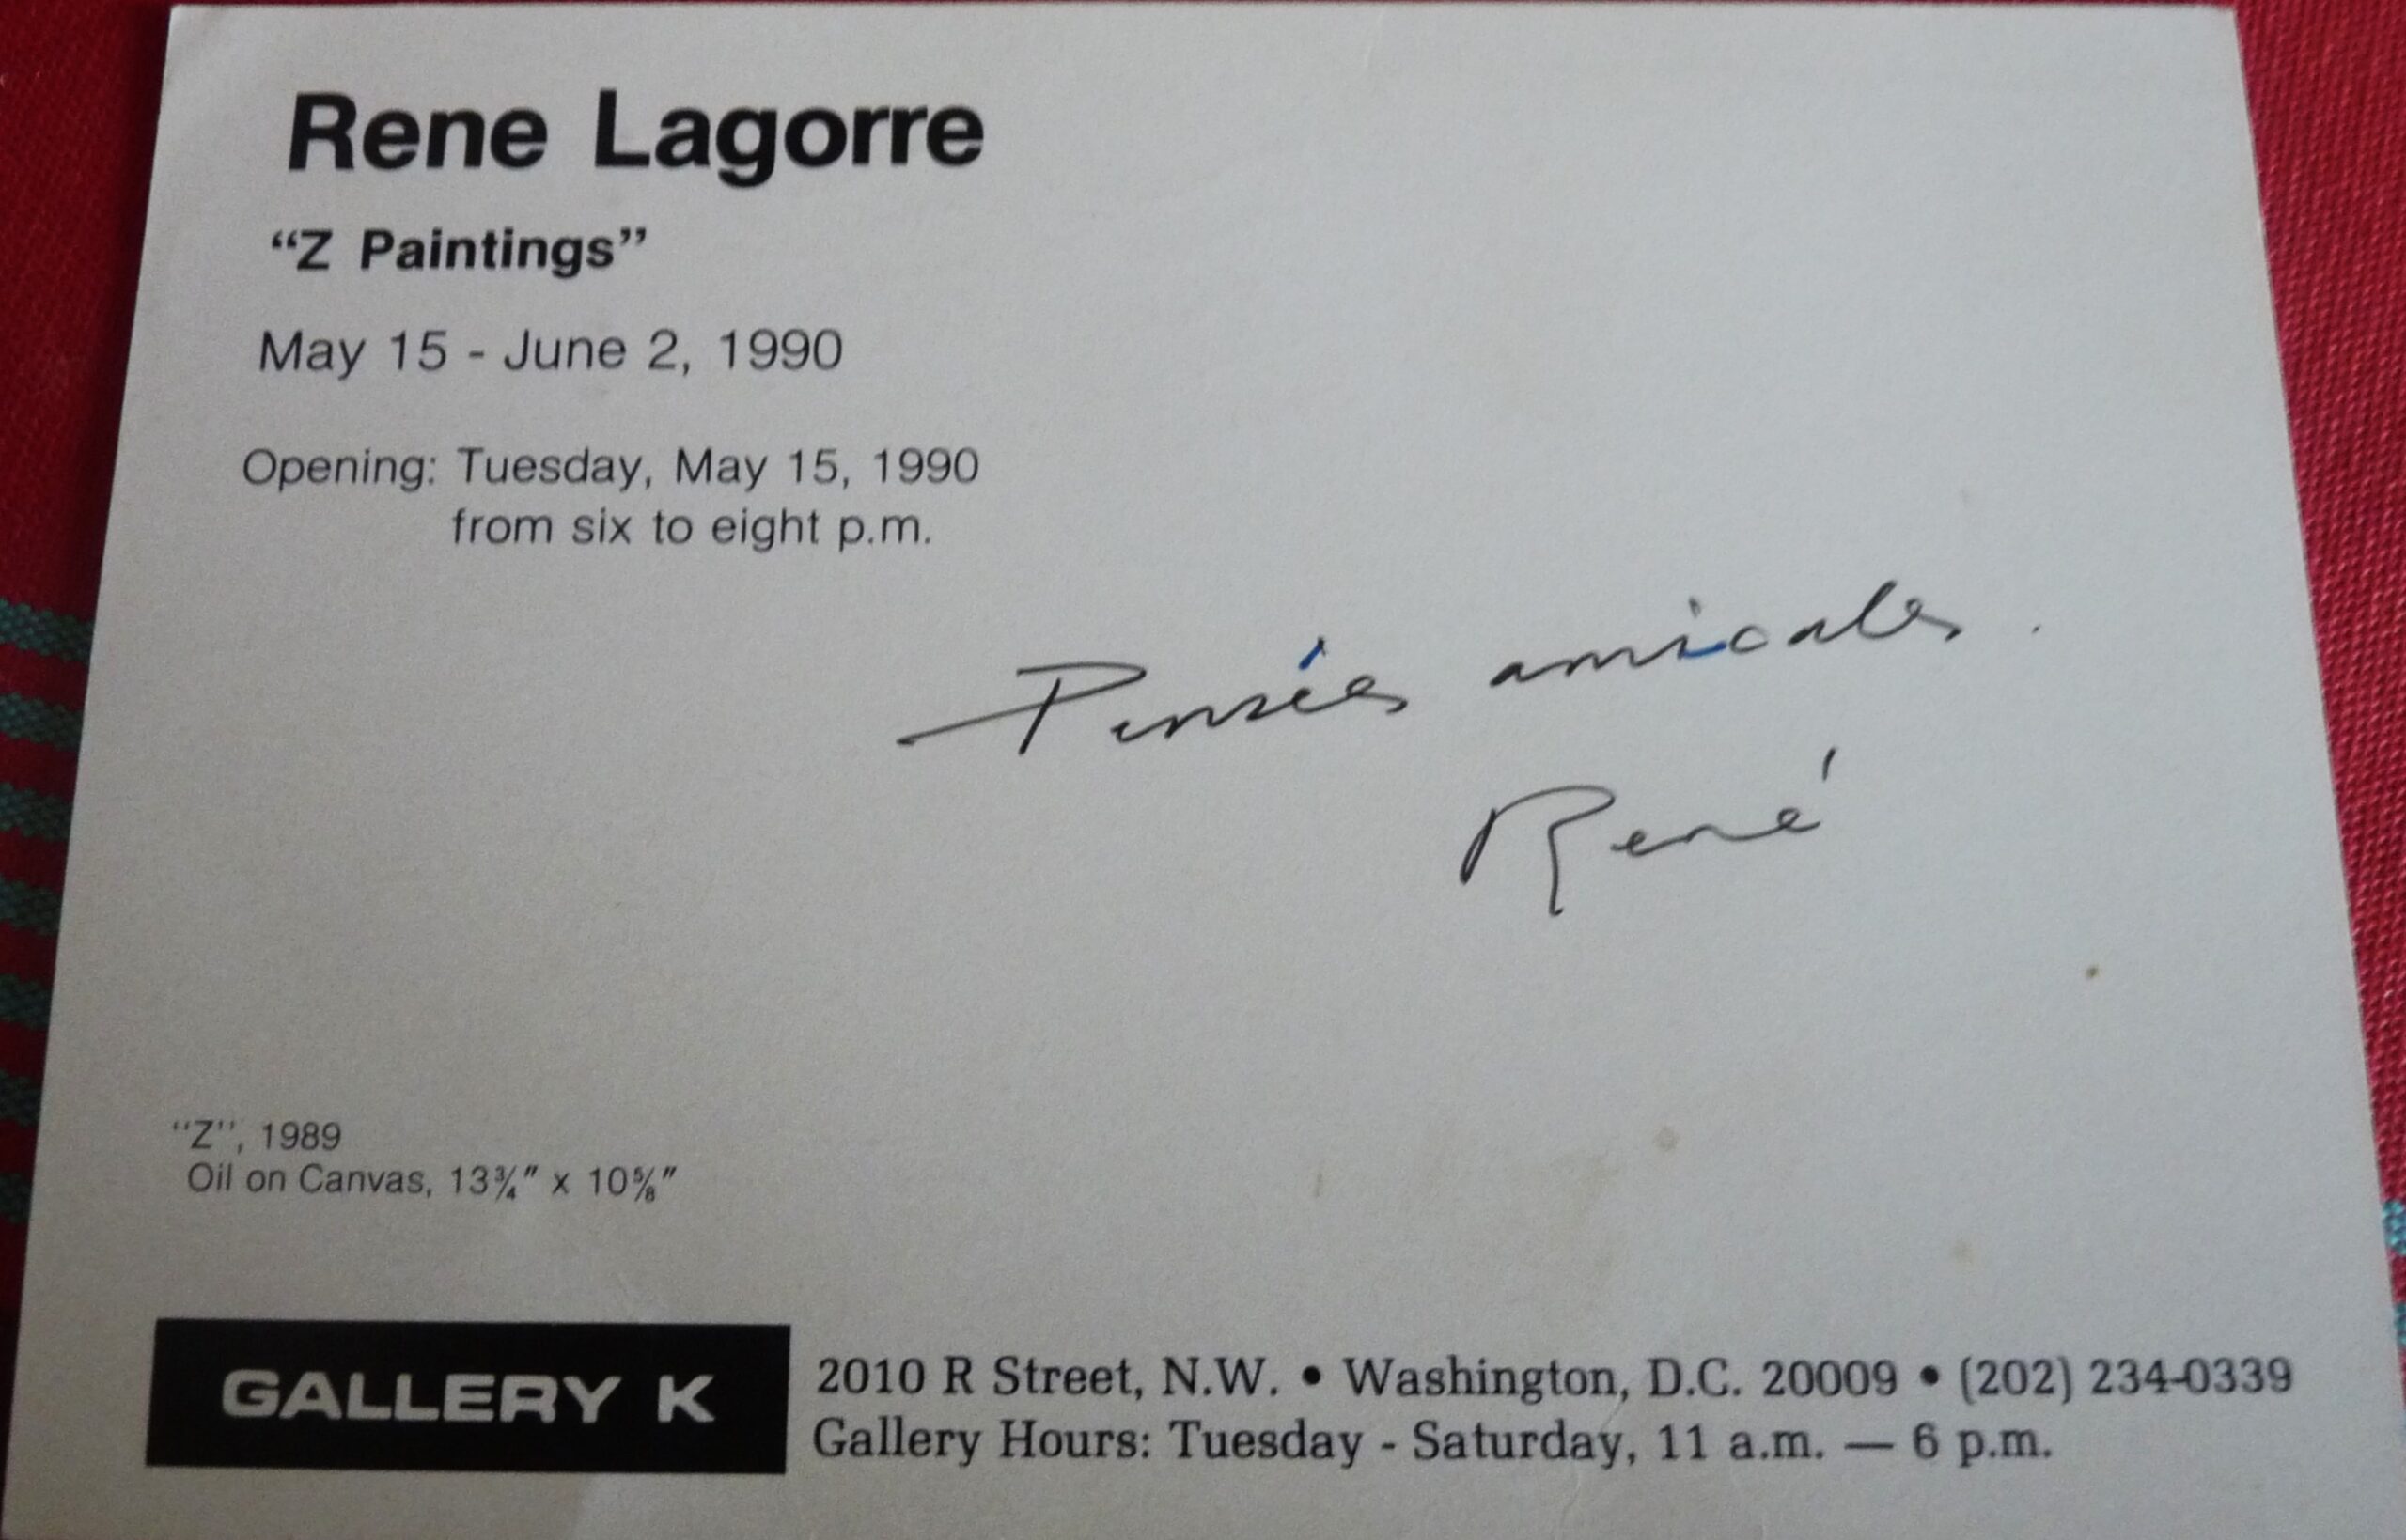 Rene Lagorre
“Z Paintings”
May 15 - June 2, 1990
Opening: Tuesday, May 15, 1990
from six to eight p.m.
Pensées amicales.
René
"Z", 1989
Oil on Canvas, 13¾" x 10⅝"
GALLERY K
2010 R Street, N.W. • Washington, D.C. 20009 • (202) 234-0339
Gallery Hours: Tuesday - Saturday, 11 a.m. — 6 p.m.